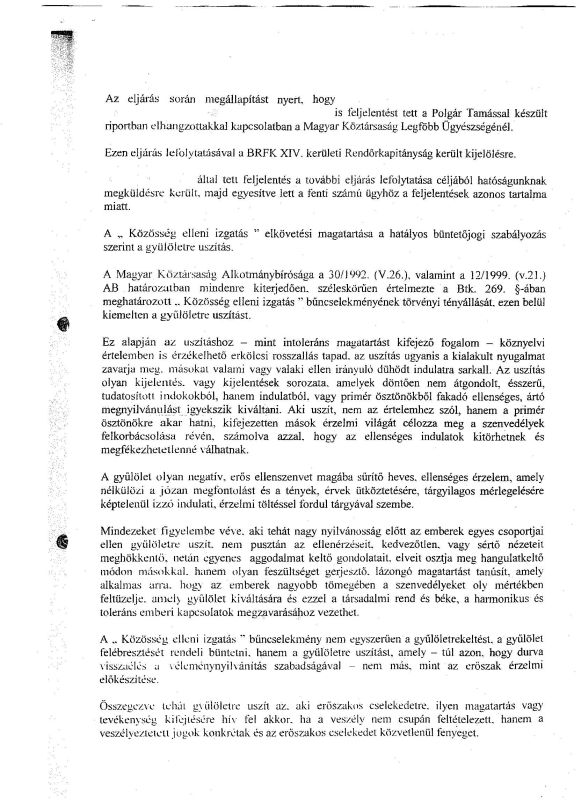 Az eljárás során megállapítást nyert, hogy
is feljelentést tett a Polgár Tamással készült
riportban elhangzottakkal kapcsolatban a Magyar Köztársaság Legfőbb Ügyészségénél.
Ezen eljárás lefolytatásával a BRFK XIV. kerületi Rendőrkapitányság került kijelölésre.
által tett feljelentés a további eljárás lefolytatása céljából hatóságunknak
megküldésre került, majd egyesítve lett a fenti számú ügyhöz a feljelentések azonos tartalma
miatt.
A „ Közösség elleni izgatás ” elkövetési magatartása a hatályos büntetőjogi szabályozás
szerint a gyűlöletre uszítás.
A Magyar Köztársaság Alkotmánybírósága a 30/1992. (V.26.), valamint a 12/1999. (v.21.)
AB határozatban mindenre kiterjedően, széleskörűen értelmezte a Btk. 269. §-ában
meghatározott „ Közösség elleni izgatás ” bűncselekményének törvényi tényállását, ezen belül
kiemelten a gyűlöletre uszítást.
Ez alapján az uszításhoz – mint intoleráns magatartást kifejező fogalom – köznyelvi
értelemben is érzékelhető erkölcsi rosszallás tapad, az uszítás ugyanis a kialakult nyugalmat
zavarja meg, másokat valami vagy valaki ellen irányuló dühödt indulatra sarkall. Az uszítás
olyan kijelentés, vagy kijelentések sorozata, amelyek döntően nem átgondolt, ésszerű,
tudatosított indokokból, hanem indulatból, vagy primér ösztönökből fakadó ellenséges, ártó
megnyilvánulást igyekszik kiváltani. Aki uszít, nem az értelemhez szól, hanem a primér
ösztönökre akar hatni, kifejezetten mások érzelmi világát célozza meg a szenvedélyek
felkorbácsolása révén, számolva azzal, hogy az ellenséges indulatok kitörhetnek és
megfékezhetetlenné válhatnak.
A gyűlölet olyan negatív, erős ellenszenvet magába sűrítő heves, ellenséges érzelem, amely
nélkülözi a józan megfontolást és a tények, érvek ütköztetésére, tárgyilagos mérlegelésére
képtelenül izzó indulati, érzelmi töltéssel fordul tárgyával szembe.
Mindezeket figyelembe véve, aki tehát nagy nyilvánosság előtt az emberek egyes csoportjai
ellen gyűlöletre uszít, nem pusztán az ellenérzéseit, kedvezőtlen, vagy sértő nézeteit
meghökkentő, netán egyenes aggodalmat keltő gondolatait, elveit osztja meg hangulatkeltő
módon másokkal, hanem olyan feszültséget gerjesztő, lázongó magatartást tanúsít, amely
alkalmas arra, hogy az emberek nagyobb tömegében a szenvedélyeket oly mértékben
feltüzelje, amely gyűlölet kiváltására és ezzel a társadalmi rend és béke, a harmonikus és
toleráns emberi kapcsolatok megzavarásához vezethet.
A „ Közösség elleni izgatás ” bűncselekmény nem egyszerűen a gyűlöletrekeltést, a gyűlölet
felébresztését rendeli büntetni, hanem a gyűlöletre uszítást, amely – túl azon, hogy durva
visszaélés a véleménynyilvánítás szabadságával – nem más, mint az erőszak érzelmi
előkészítése.
Összegezve tehát gyűlöletre uszít az, aki erőszakos cselekedetre, ilyen magatartás vagy
tevékenység kifejtésére hív fel akkor, ha a veszély nem csupán feltételezett, hanem a
veszélyeztetett jogok konkrétak és az erőszakos cselekedet közvetlenül fenyeget.